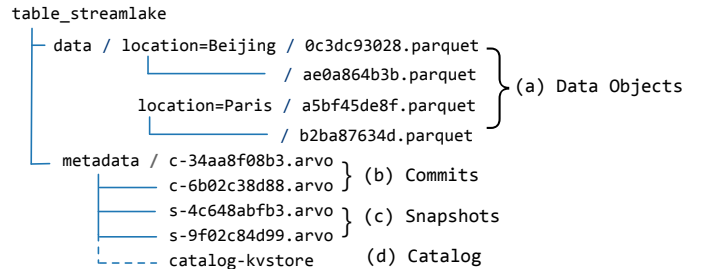 table_streamlake
data / location=Beijing / 0c3dc93028.parquet
/ ae0a864b3b.parquet
(a) Data Objects
location=Paris / a5bf45de8f.parquet
/ b2ba87634d.parquet
metadata / c-34aa8f08b3.arvo
(b) Commits
c-6b02c38d88.arvo
s-4c648abfb3.arvo
(c) Snapshots
s-9f02c84d99.arvo
catalog-kvstore (d) Catalog